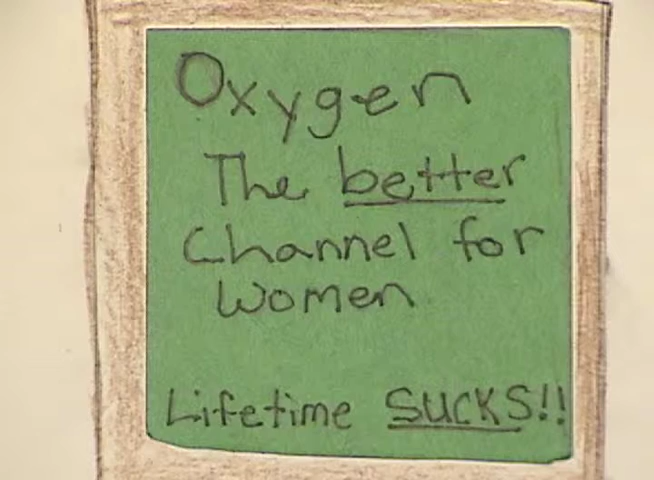 Oxygen
The better
Channel for
Women
Lifetime SUCKS!!